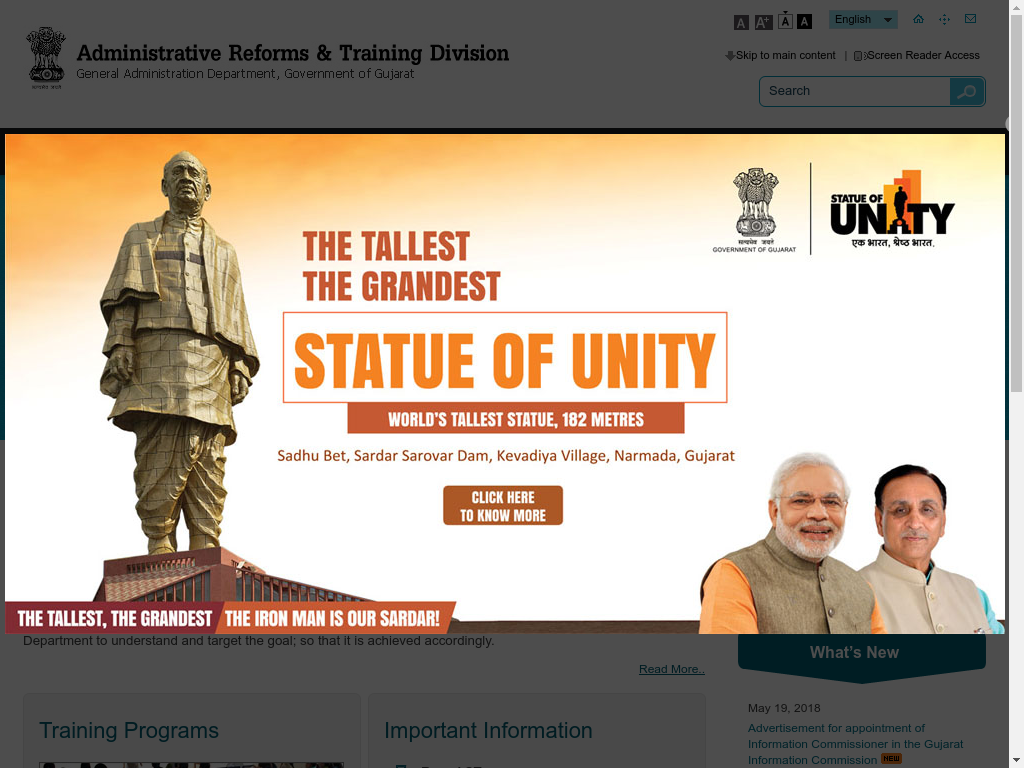 A A+ A A English
Administrative Reforms & Training Division
General Administration Department, Government of Gujarat
Skip to main content | Screen Reader Access
Search
THE TALLEST
THE GRANDEST
STATUE OF UNITY
WORLD'S TALLEST STATUE, 182 METRES
Sadhu Bet, Sardar Sarovar Dam, Kevadiya Village, Narmada, Gujarat
CLICK HERE
TO KNOW MORE
सत्यमेव जयते
GOVERNMENT OF GUJARAT
STATUE OF
UNITY
एक भारत, श्रेष्ठ भारत.
THE TALLEST, THE GRANDEST THE IRON MAN IS OUR SARDAR!
Department to understand and target the goal; so that it is achieved accordingly.
Read More..
Training Programs
Important Information
What's New
May 19, 2018
Advertisement for appointment of
Information Commissioner in the Gujarat
Information Commission NEW